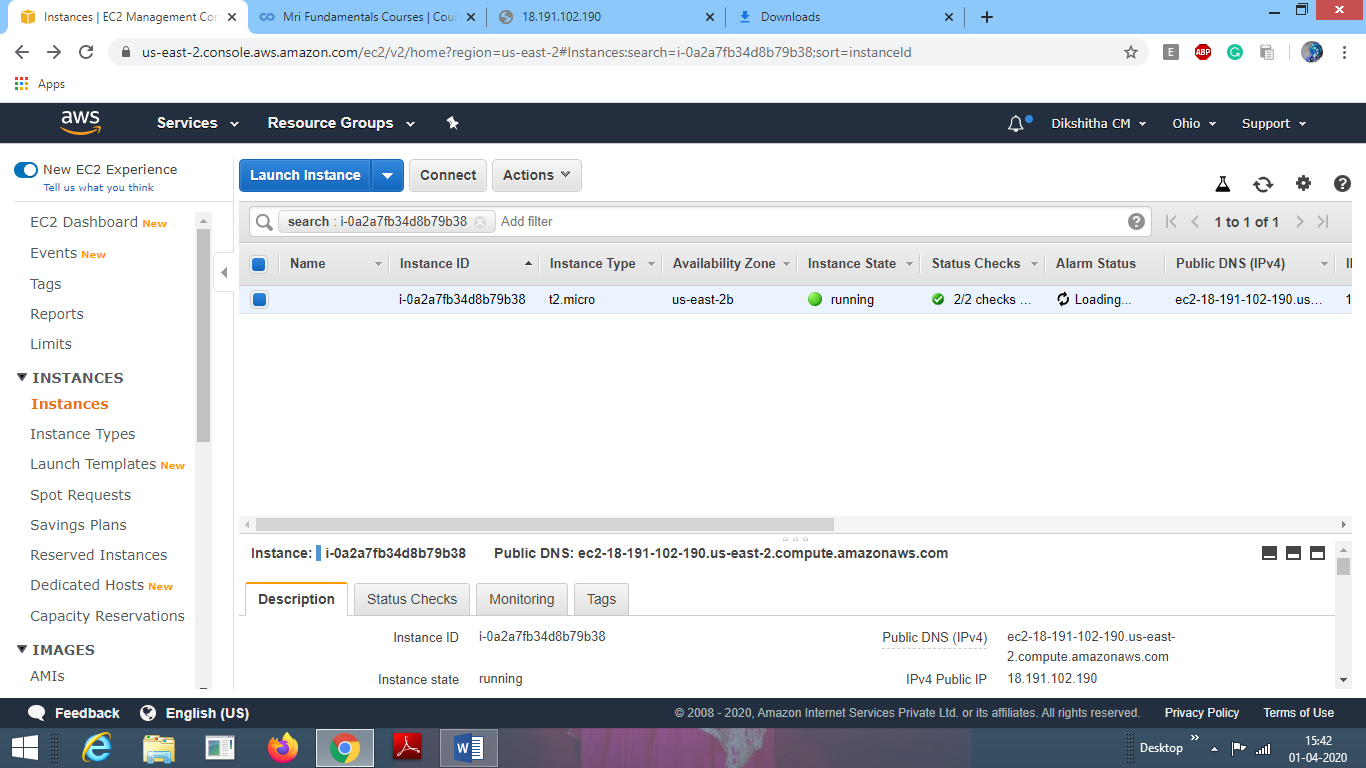 Instances | EC2 Management Con
Mri Fundamentals Courses | Cour
18.191.102.190
Downloads
us-east-2.console.aws.amazon.com/ec2/v2/home?region=us-east-2#Instances:search=i-0a2a7fb34d8b79b38;sort=instanceId
E
ABP
Apps
aws
Services
Resource Groups
Dikshitha CM
Ohio
Support
New EC2 Experience
Tell us what you think
Launch Instance
Connect
Actions
EC2 Dashboard New
Events New
Tags
Reports
Limits
INSTANCES
Instances
Instance Types
Launch Templates New
Spot Requests
Savings Plans
Reserved Instances
Dedicated Hosts New
Capacity Reservations
IMAGES
AMIs
search : i-0a2a7fb34d8b79b38
Add filter
1 to 1 of 1
Name Instance ID Instance Type Availability Zone Instance State Status Checks Alarm Status Public DNS (IPv4)
i-0a2a7fb34d8b79b38 t2.micro us-east-2b running 2/2 checks ... Loading... ec2-18-191-102-190.us...
Instance: i-0a2a7fb34d8b79b38 Public DNS: ec2-18-191-102-190.us-east-2.compute.amazonaws.com
Description
Status Checks
Monitoring
Tags
Instance ID i-0a2a7fb34d8b79b38
Public DNS (IPv4) ec2-18-191-102-190.us-east-
2.compute.amazonaws.com
Instance state running
IPv4 Public IP 18.191.102.190
Feedback
English (US)
© 2008 - 2020, Amazon Internet Services Private Ltd. or its affiliates. All rights reserved.
Privacy Policy
Terms of Use
Desktop
15:42
01-04-2020